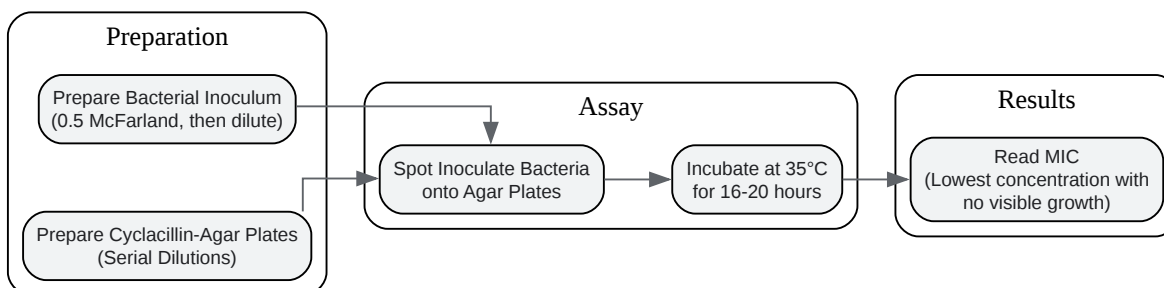 Preparation
Prepare Bacterial Inoculum
(0.5 McFarland, then dilute)
Prepare Cyclacillin-Agar Plates
(Serial Dilutions)
Assay
Spot Inoculate Bacteria
onto Agar Plates
Incubate at 35°C
for 16-20 hours
Results
Read MIC
(Lowest concentration with
no visible growth)